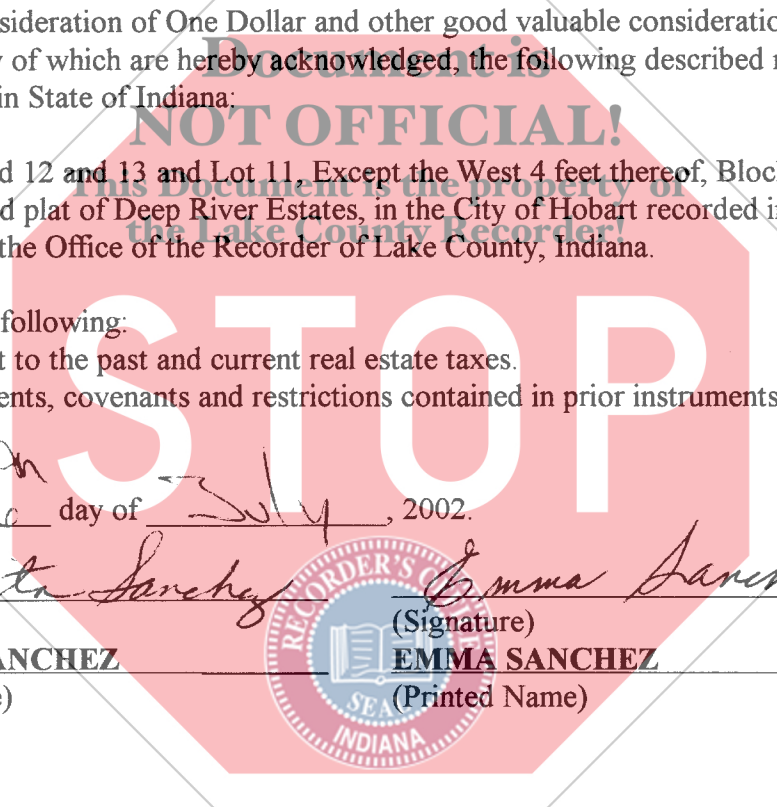 sideration of One Dollar and other good valuable consideratio
y of which are hereby acknowledged, the following described r
Document is
in State of Indiana:
NOT OFFICIAL!
d 12 and 13 and Lot 11, Except the West 4 feet thereof, Bloc
This Document is the property of
d plat of Deep River Estates, in the City of Hobart recorded i
the Lake County Recorder!
the Office of the Recorder of Lake County, Indiana.
following:
t to the past and current real estate taxes.
ents, covenants and restrictions contained in prior instruments
STOP
day of July, 2002.
Sanchez Emma Sanch
(Signature)
ANCHEZ EMMA SANCHEZ
e) (Printed Name)
RECORDER'S
SEAL
INDIANA